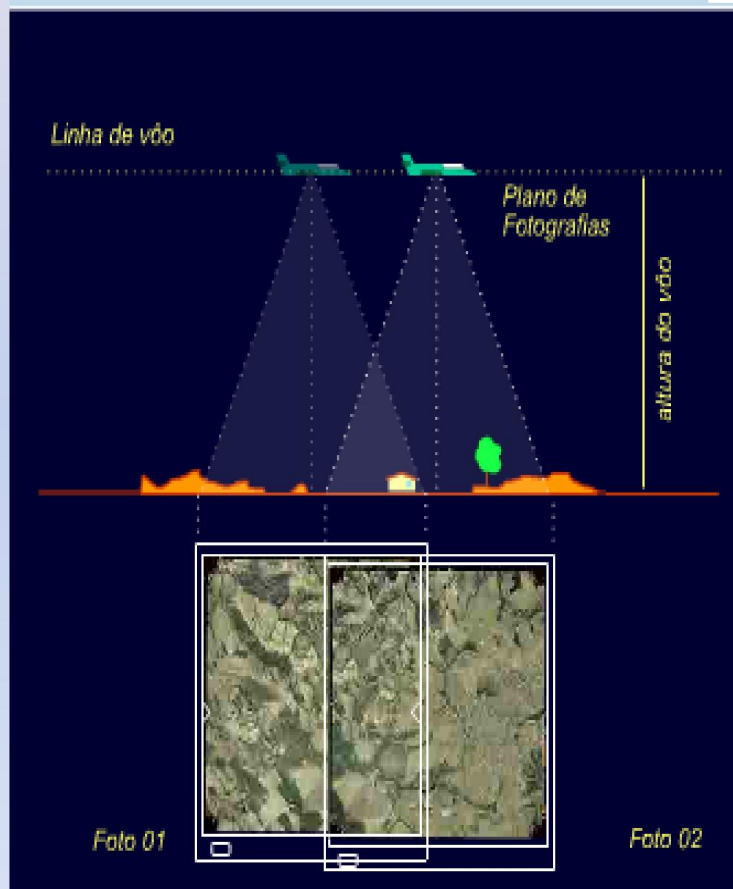 Linha de vôo
Plano de
Fotografias
altura do vôo
Foto 01
Foto 02